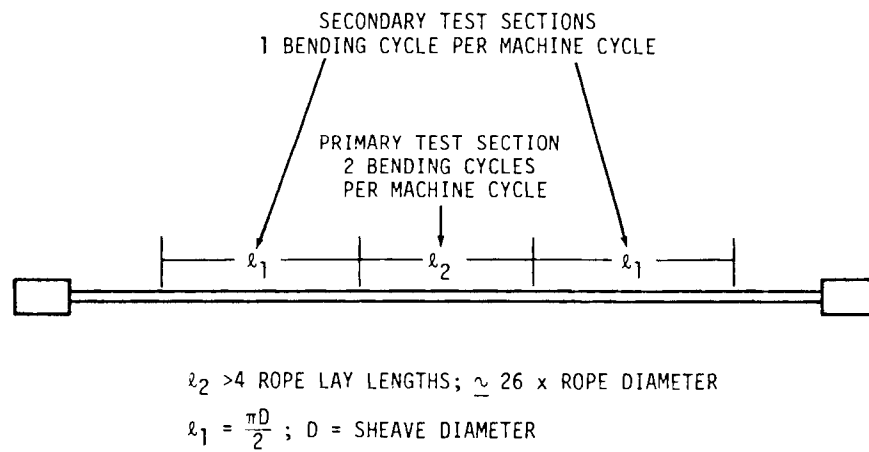 SECONDARY TEST SECTIONS
1 BENDING CYCLE PER MACHINE CYCLE
PRIMARY TEST SECTION
2 BENDING CYCLES
PER MACHINE CYCLE
ℓ1 ℓ2 ℓ1
ℓ2 >4 ROPE LAY LENGTHS; ≃ 26 x ROPE DIAMETER
ℓ1 = πD/2 ; D = SHEAVE DIAMETER